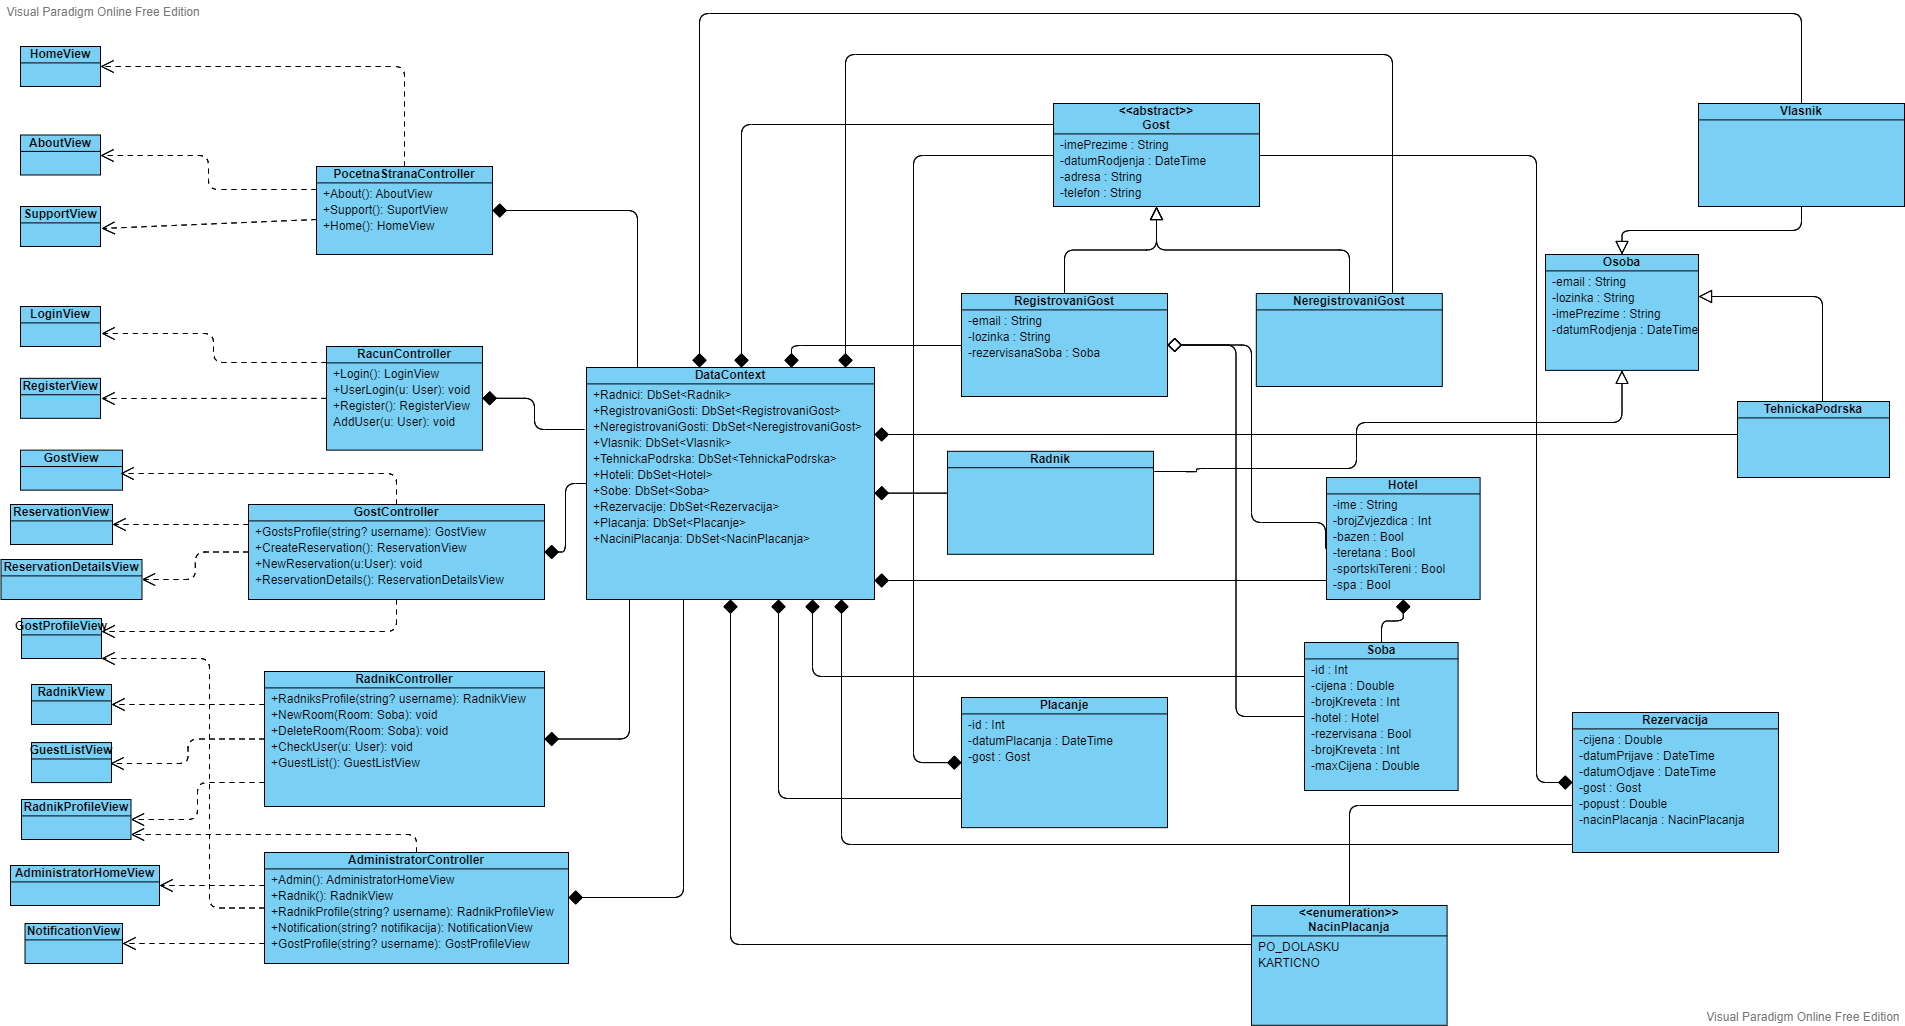 Visual Paradigm Online Free Edition
HomeView
AboutView
SupportView
PocetnaStranaController
+About(): AboutView
+Support(): SuportView
+Home(): HomeView
LoginView
RegisterView
RacunController
+Login(): LoginView
+UserLogin(u: User): void
+Register(): RegisterView
AddUser(u: User): void
GostView
ReservationView
ReservationDetailsView
GostProfileView
GostController
+GostsProfile(string? username): GostView
+CreateReservation(): ReservationView
+NewReservation(u:User): void
+ReservationDetails(): ReservationDetailsView
RadnikView
GuestListView
RadnikProfileView
RadnikController
+RadniksProfile(string? username): RadnikView
+NewRoom(Room: Soba): void
+DeleteRoom(Room: Soba): void
+CheckUser(u: User): void
+GuestList(): GuestListView
AdministratorHomeView
NotificationView
AdministratorController
+Admin(): AdministratorHomeView
+Radnik(): RadnikView
+RadnikProfile(string? username): RadnikProfileView
+Notification(string? notifikacija): NotificationView
+GostProfile(string? username): GostProfileView
DataContext
+Radnici: DbSet<Radnik>
+RegistrovaniGosti: DbSet<RegistrovaniGost>
+NeregistrovaniGosti: DbSet<NeregistrovaniGost>
+Vlasnik: DbSet<Vlasnik>
+TehnickaPodrska: DbSet<TehnickaPodrska>
+Hoteli: DbSet<Hotel>
+Sobe: DbSet<Soba>
+Rezervacije: DbSet<Rezervacija>
+Placanja: DbSet<Placanje>
+NaciniPlacanja: DbSet<NacinPlacanja>
<<abstract>>
Gost
-imePrezime : String
-datumRodjenja : DateTime
-adresa : String
-telefon : String
RegistrovaniGost
-email : String
-lozinka : String
-rezervisanaSoba : Soba
NeregistrovaniGost
Vlasnik
Osoba
-email : String
-lozinka : String
-imePrezime : String
-datumRodjenja : DateTime
TehnickaPodrska
Radnik
Hotel
-ime : String
-brojZvjezdica : Int
-bazen : Bool
-teretana : Bool
-sportskiTereni : Bool
-spa : Bool
Soba
-id : Int
-cijena : Double
-brojKreveta : Int
-hotel : Hotel
-rezervisana : Bool
-brojKreveta : Int
-maxCijena : Double
Placanje
-id : Int
-datumPlacanja : DateTime
-gost : Gost
Rezervacija
-cijena : Double
-datumPrijave : DateTime
-datumOdjave : DateTime
-gost : Gost
-popust : Double
-nacinPlacanja : NacinPlacanja
<<enumeration>>
NacinPlacanja
PO_DOLASKU
KARTICNO
Visual Paradigm Online Free Edition